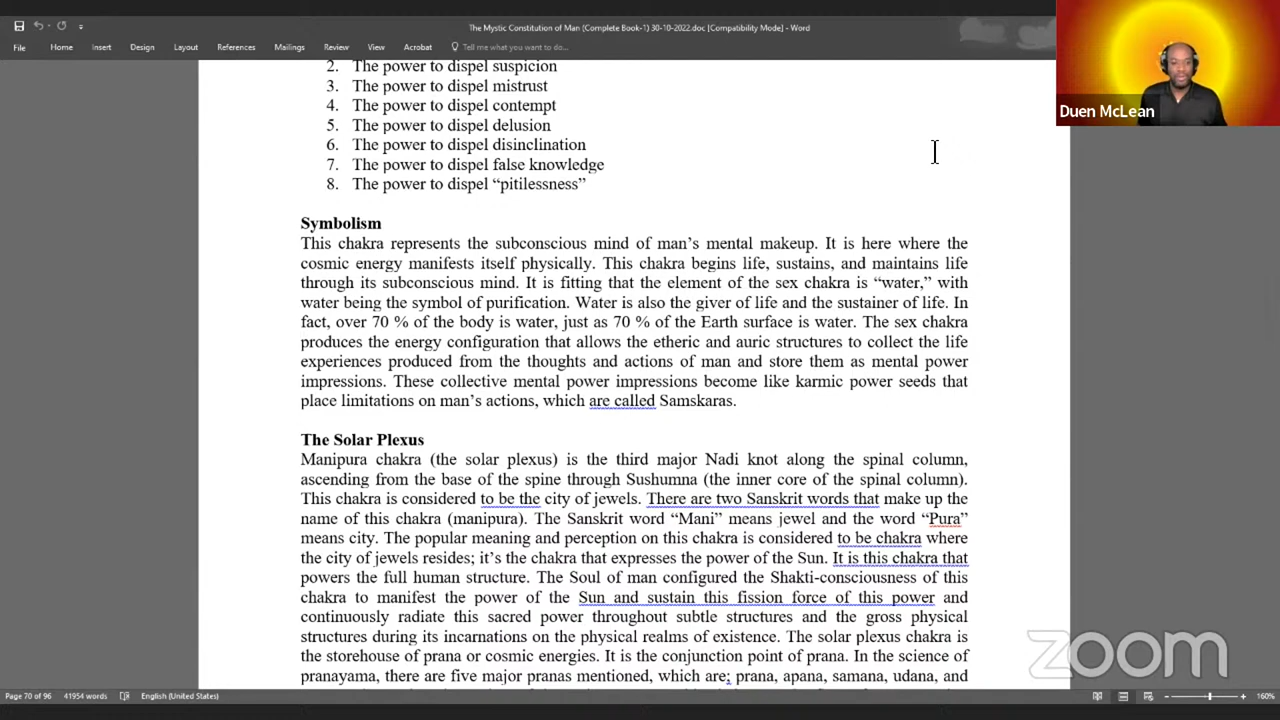 The Mystic Constitution of Man (Complete Book-1) 30-10-2022.doc [Compatibility Mode] - Word
File Home Insert Design Layout References Mailings Review View Acrobat Tell me what you want to do...
Duen McLean
2. The power to dispel suspicion
3. The power to dispel mistrust
4. The power to dispel contempt
5. The power to dispel delusion
6. The power to dispel disinclination
7. The power to dispel false knowledge
8. The power to dispel “pitilessness”
Symbolism
This chakra represents the subconscious mind of man’s mental makeup. It is here where the
cosmic energy manifests itself physically. This chakra begins life, sustains, and maintains life
through its subconscious mind. It is fitting that the element of the sex chakra is “water,” with
water being the symbol of purification. Water is also the giver of life and the sustainer of life. In
fact, over 70 % of the body is water, just as 70 % of the Earth surface is water. The sex chakra
produces the energy configuration that allows the etheric and auric structures to collect the life
experiences produced from the thoughts and actions of man and store them as mental power
impressions. These collective mental power impressions become like karmic power seeds that
place limitations on man’s actions, which are called Samskaras.
The Solar Plexus
Manipura chakra (the solar plexus) is the third major Nadi knot along the spinal column,
ascending from the base of the spine through Sushumna (the inner core of the spinal column).
This chakra is considered to be the city of jewels. There are two Sanskrit words that make up the
name of this chakra (manipura). The Sanskrit word “Mani” means jewel and the word “Pura”
means city. The popular meaning and perception on this chakra is considered to be chakra where
the city of jewels resides; it’s the chakra that expresses the power of the Sun. It is this chakra that
powers the full human structure. The Soul of man configured the Shakti-consciousness of this
chakra to manifest the power of the Sun and sustain this fission force of this power and
continuously radiate this sacred power throughout subtle structures and the gross physical
structures during its incarnations on the physical realms of existence. The solar plexus chakra is
the storehouse of prana or cosmic energies. It is the conjunction point of prana. In the science of
pranayama, there are five major pranas mentioned, which are; prana, apana, samana, udana, and
zoom
Page 70 of 96 41954 words English (United States) 160%